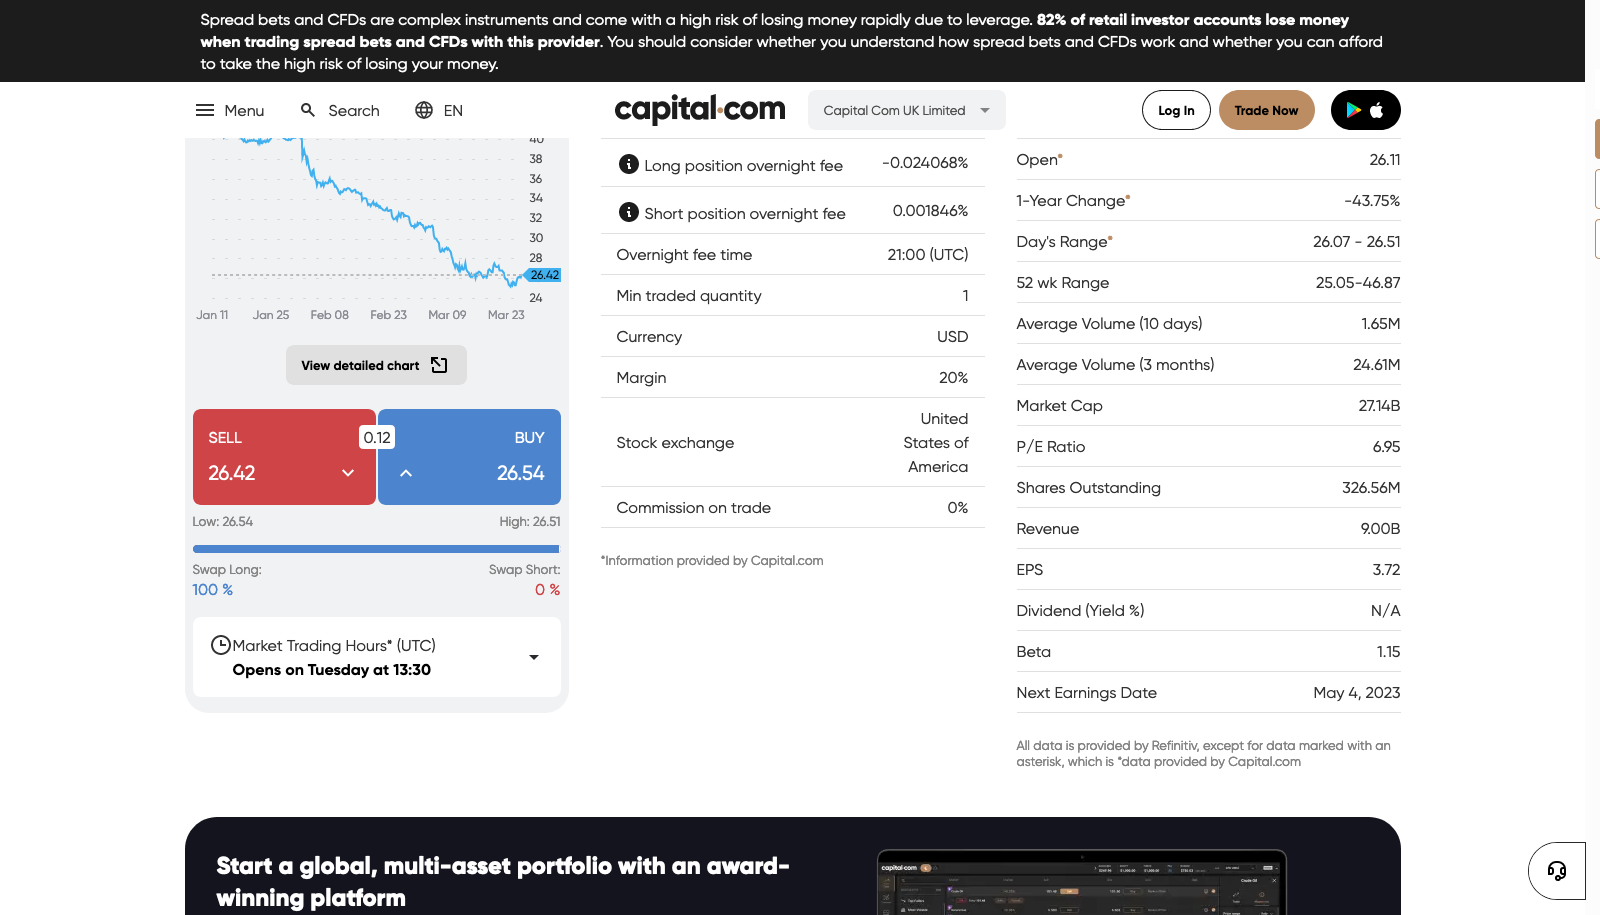 Spread bets and CFDs are complex instruments and come with a high risk of losing money rapidly due to leverage. 82% of retail investor accounts lose money
when trading spread bets and CFDs with this provider. You should consider whether you understand how spread bets and CFDs work and whether you can afford
to take the high risk of losing your money.
Menu
Search
EN
capital.com
Capital Com UK Limited
Log In
Trade Now
40
38
36
34
32
30
28
26.42
24
Jan 11 Jan 25 Feb 08 Feb 23 Mar 09 Mar 23
View detailed chart
SELL
26.42
0.12
BUY
26.54
Low: 26.54
High: 26.51
Swap Long:
100 %
Swap Short:
0 %
Market Trading Hours* (UTC)
Opens on Tuesday at 13:30
Long position overnight fee -0.024068%
Short position overnight fee 0.001846%
Overnight fee time 21:00 (UTC)
Min traded quantity 1
Currency USD
Margin 20%
Stock exchange United
States of
America
Commission on trade 0%
*Information provided by Capital.com
Open* 26.11
1-Year Change* -43.75%
Day's Range* 26.07 - 26.51
52 wk Range 25.05-46.87
Average Volume (10 days) 1.65M
Average Volume (3 months) 24.61M
Market Cap 27.14B
P/E Ratio 6.95
Shares Outstanding 326.56M
Revenue 9.00B
EPS 3.72
Dividend (Yield %) N/A
Beta 1.15
Next Earnings Date May 4, 2023
All data is provided by Refinitiv, except for data marked with an
asterisk, which is *data provided by Capital.com
Start a global, multi-asset portfolio with an award-
winning platform
capital.com